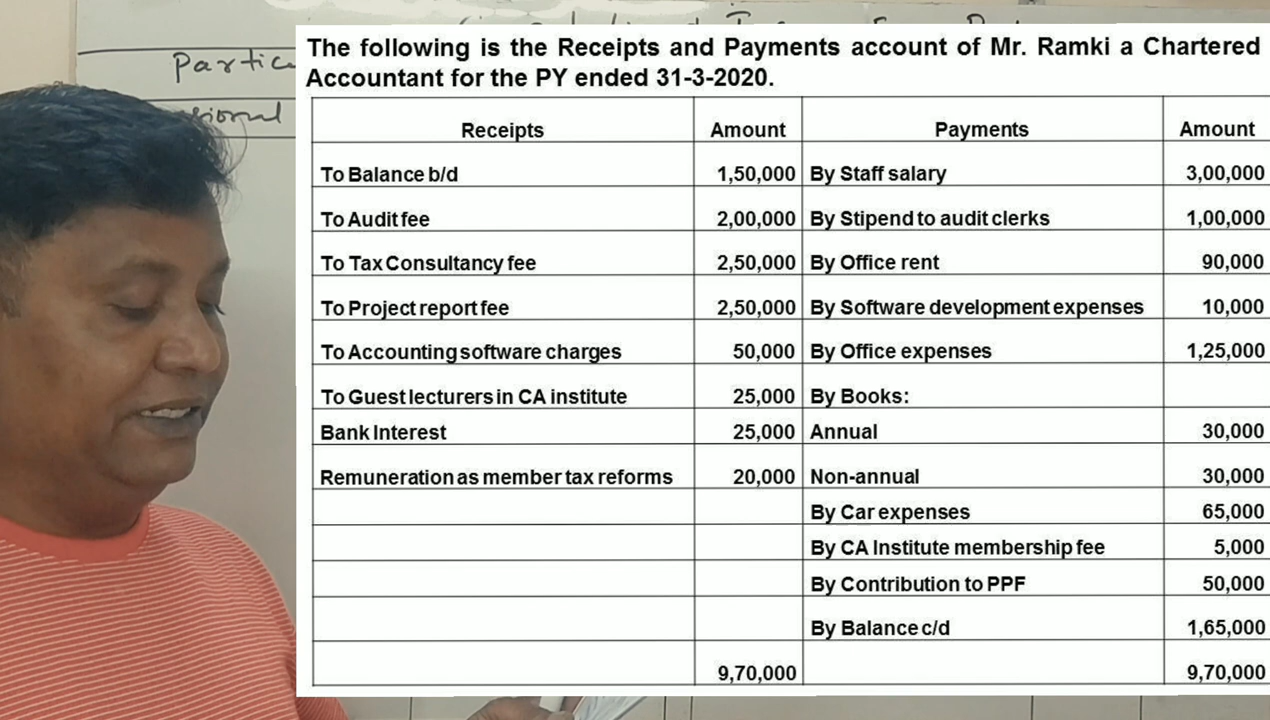 Partic
sional
The following is the Receipts and Payments account of Mr. Ramki a Chartered
Accountant for the PY ended 31-3-2020.
Receipts Amount Payments Amount
To Balance b/d 1,50,000 By Staff salary 3,00,000
To Audit fee 2,00,000 By Stipend to audit clerks 1,00,000
To Tax Consultancy fee 2,50,000 By Office rent 90,000
To Project report fee 2,50,000 By Software development expenses 10,000
To Accounting software charges 50,000 By Office expenses 1,25,000
To Guest lecturers in CA institute 25,000 By Books:
Bank Interest 25,000 Annual 30,000
Remuneration as member tax reforms 20,000 Non-annual 30,000
By Car expenses 65,000
By CA Institute membership fee 5,000
By Contribution to PPF 50,000
By Balance c/d 1,65,000
9,70,000 9,70,000